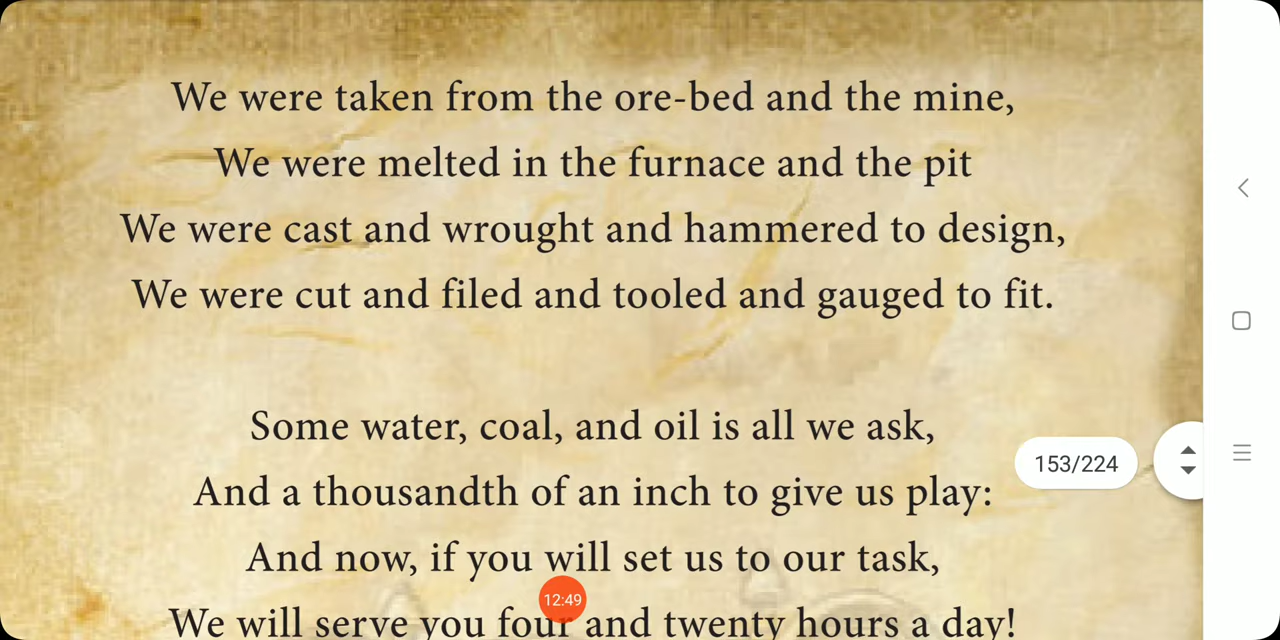 We were taken from the ore-bed and the mine,
We were melted in the furnace and the pit
We were cast and wrought and hammered to design,
We were cut and filed and tooled and gauged to fit.
Some water, coal, and oil is all we ask,
And a thousandth of an inch to give us play:
153/224
And now, if you will set us to our task,
12:49
We will serve you four and twenty hours a day!